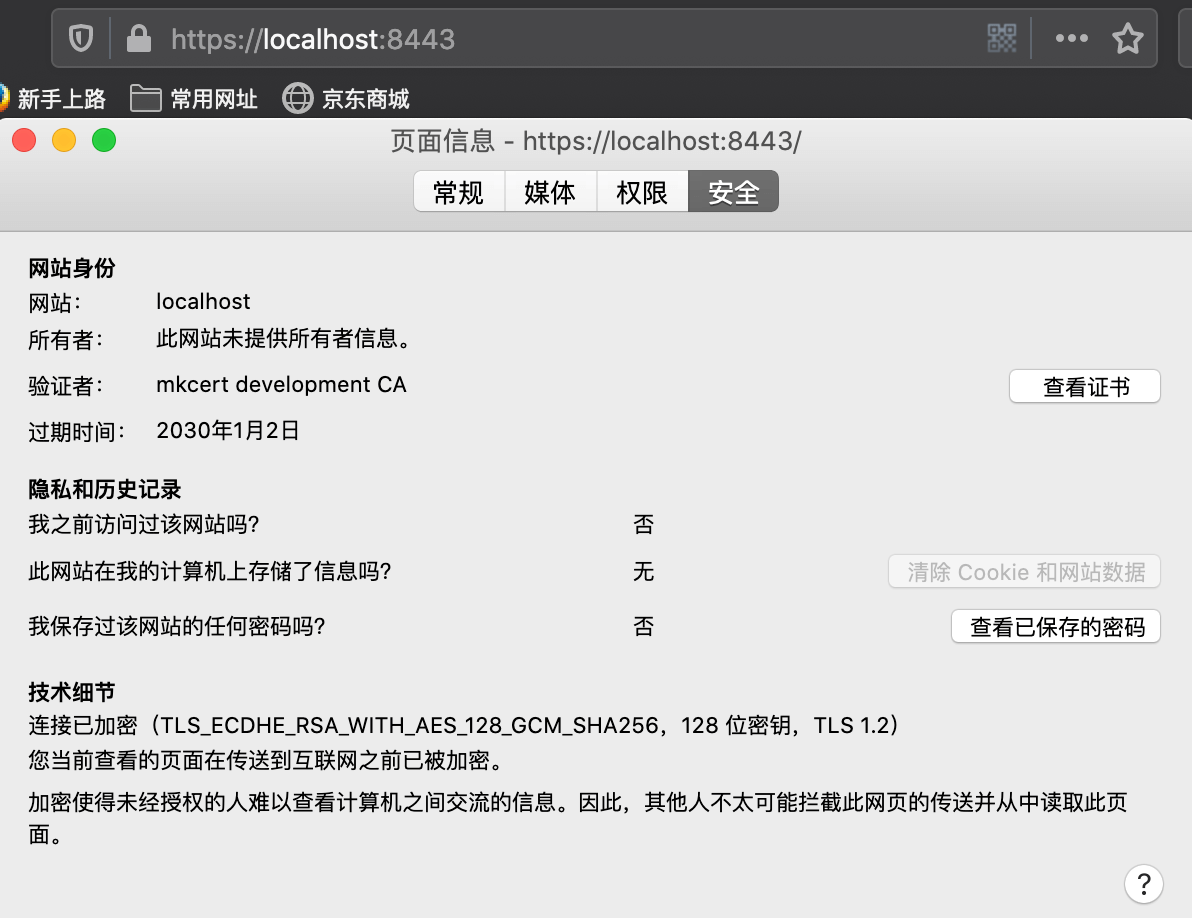 https://localhost:8443
新手上路 常用网址 京东商城
页面信息 - https://localhost:8443/
常规 媒体 权限 安全
网站身份
网站： localhost
所有者： 此网站未提供所有者信息。
验证者： mkcert development CA 查看证书
过期时间： 2030年1月2日
隐私和历史记录
我之前访问过该网站吗? 否
此网站在我的计算机上存储了信息吗? 无 清除 Cookie 和网站数据
我保存过该网站的任何密码吗? 否 查看已保存的密码
技术细节
连接已加密（TLS_ECDHE_RSA_WITH_AES_128_GCM_SHA256，128 位密钥，TLS 1.2）
您当前查看的页面在传送到互联网之前已被加密。
加密使得未经授权的人难以查看计算机之间交流的信息。因此，其他人不太可能拦截此网页的传送并从中读取此页
面。
?